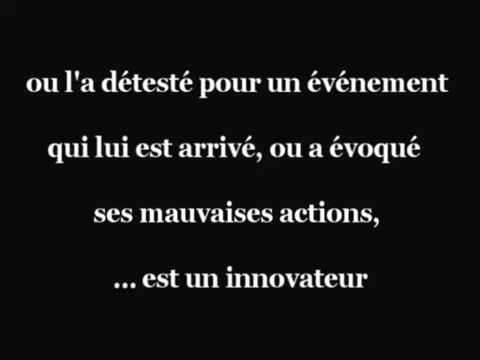 ou l'a détesté pour un événement
qui lui est arrivé, ou a évoqué
ses mauvaises actions,
... est un innovateur